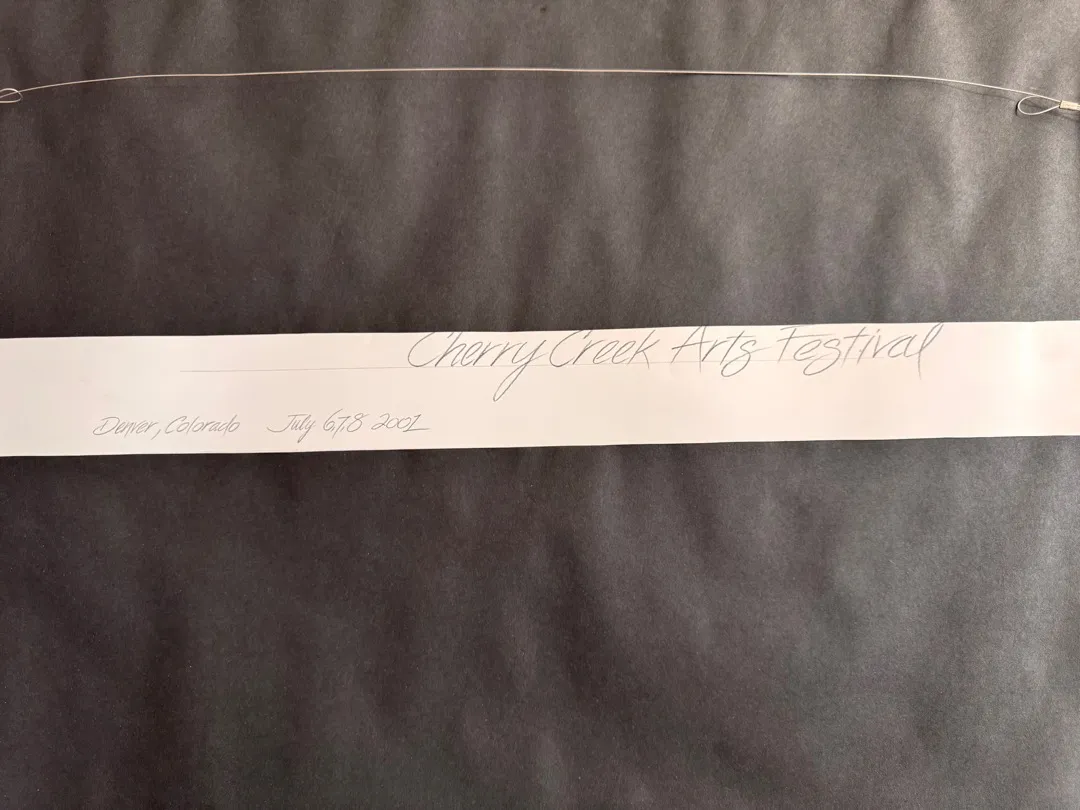 Cherry Creek Arts Festival
Denver, Colorado July 6,7,8 2001